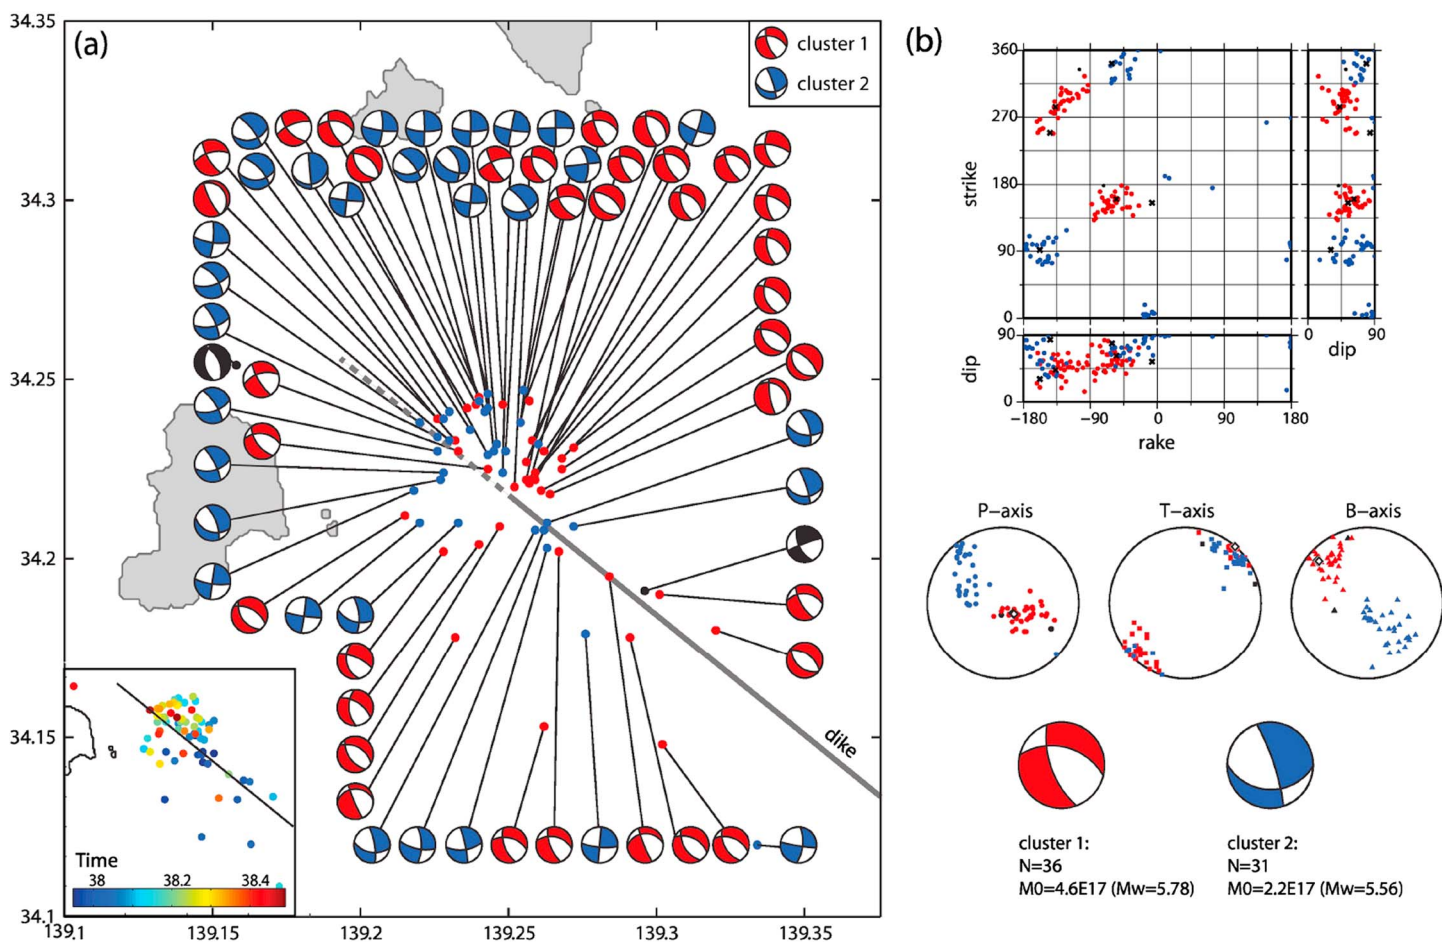 (a)
cluster 1
cluster 2
34.35
34.3
34.25
34.2
34.15
34.1
139.1
139.15
139.2
139.25
139.3
139.35
dike
Time
38
38.2
38.4
(b)
strike
360
270
180
90
0
dip
90
0
−180
−90
0
90
180
rake
0
90
dip
P−axis
T−axis
B−axis
cluster 1:
N=36
M0=4.6E17 (Mw=5.78)
cluster 2:
N=31
M0=2.2E17 (Mw=5.56)